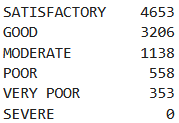 SATISFACTORY 4653
GOOD 3206
MODERATE 1138
POOR 558
VERY POOR 353
SEVERE 0